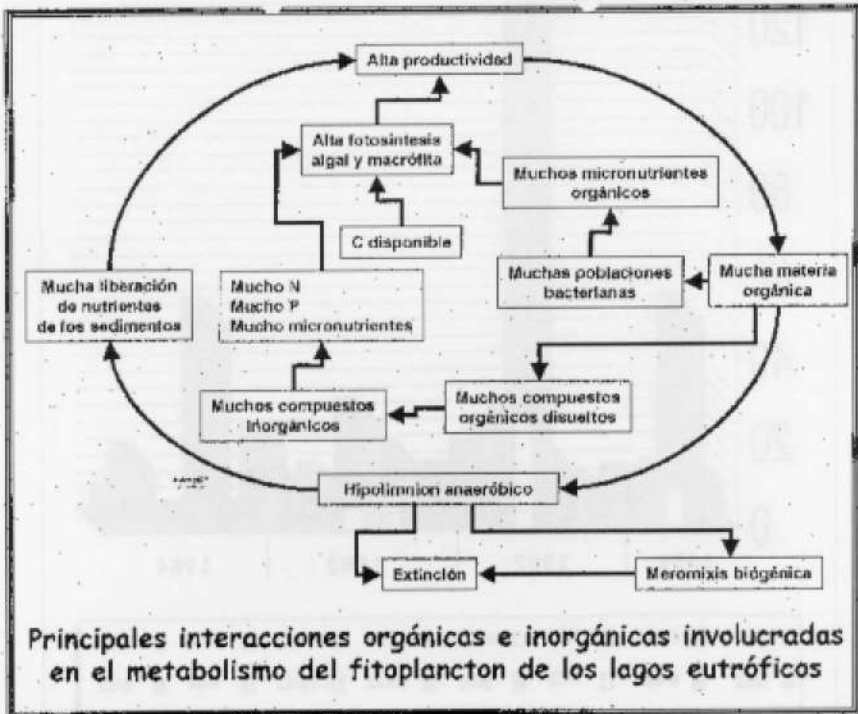 Alta productividad
Alta fotosintesis
algal y macrófita
Muchos micronutrientes
orgánicos
C disponible
Mucha liberación
de nutrientes
de los sedimentos
Mucho N
Mucho P
Mucho micronutrientes
Muchas poblaciones
bacterianas
Mucha materia
orgánica
Muchos compuestos
inorgánicos
Muchos compuestos
orgánicos disueltos
Hipolimnion anaeróbico
Extinción
Meromixis biogénica
Principales interacciones orgánicas e inorgánicas involucradas
en el metabolismo del fitoplancton de los lagos eutróficos